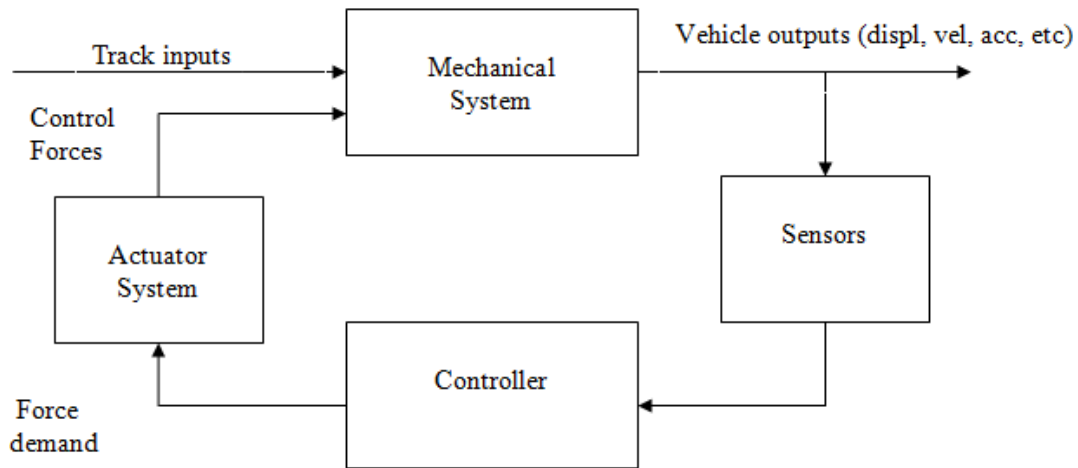 Vehicle outputs (displ, vel, acc, etc)
Track inputs
Mechanical
System
Control
Forces
Sensors
Actuator
System
Controller
Force
demand